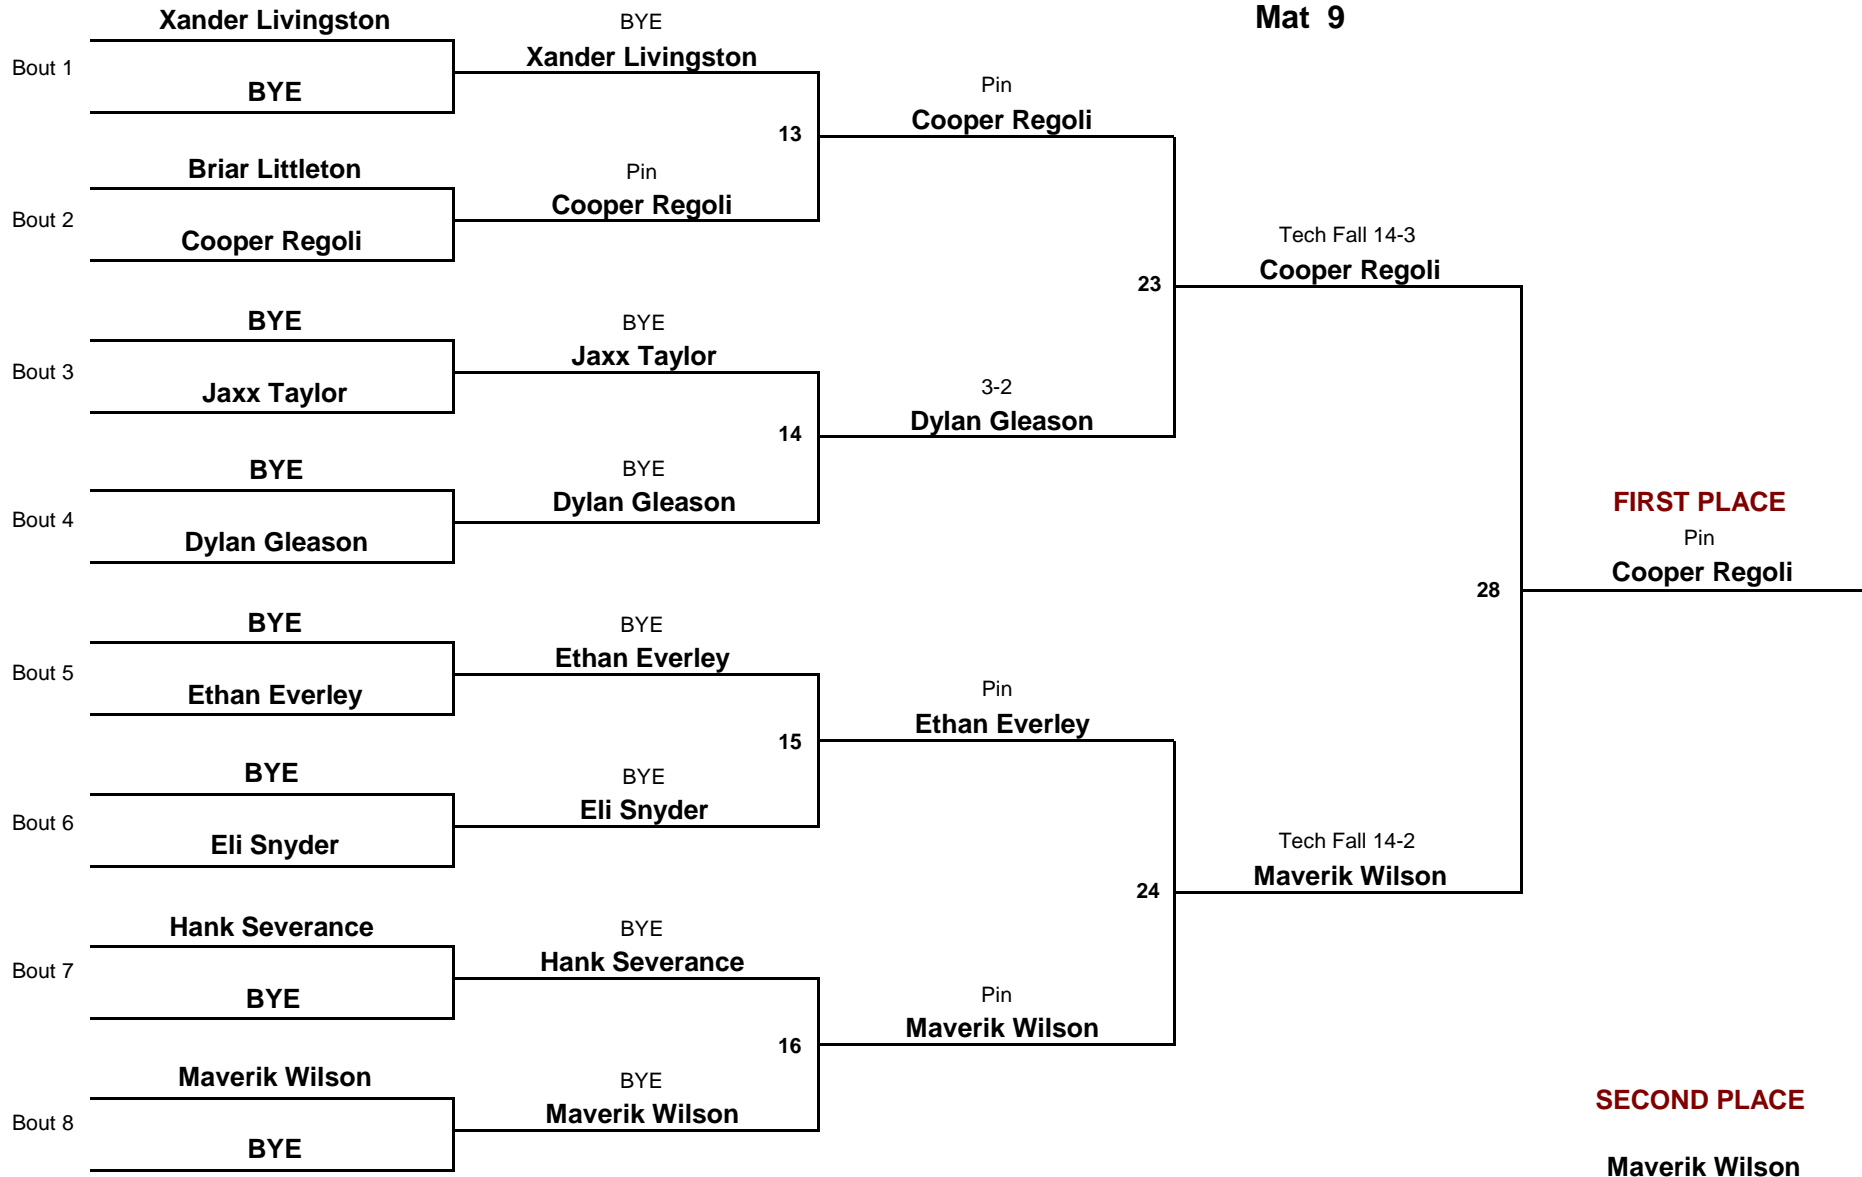 Mat 9
Xander Livingston
Bout 1
BYE
Briar Littleton
Bout 2
Cooper Regoli
BYE
Bout 3
Jaxx Taylor
BYE
Bout 4
Dylan Gleason
BYE
Bout 5
Ethan Everley
BYE
Bout 6
Eli Snyder
Hank Severance
Bout 7
BYE
Maverik Wilson
Bout 8
BYE
BYE
Xander Livingston
13
Pin
Cooper Regoli
BYE
Jaxx Taylor
14
BYE
Dylan Gleason
BYE
Ethan Everley
15
BYE
Eli Snyder
BYE
Hank Severance
16
BYE
Maverik Wilson
Pin
Cooper Regoli
23
3-2
Dylan Gleason
Pin
Ethan Everley
24
Pin
Maverik Wilson
Tech Fall 14-3
Cooper Regoli
28
Tech Fall 14-2
Maverik Wilson
FIRST PLACE
Pin
Cooper Regoli
SECOND PLACE
Maverik Wilson